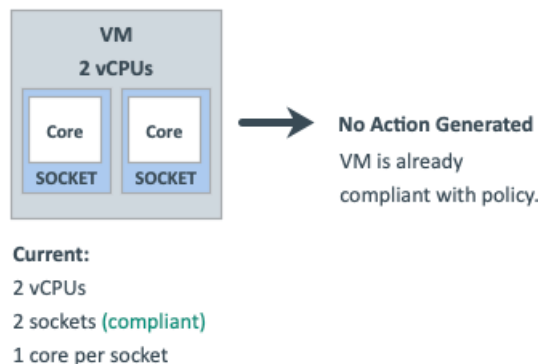 VM
2 vCPUs
Core
Core
SOCKET
SOCKET
No Action Generated
VM is already
compliant with policy.
Current:
2 vCPUs
2 sockets (compliant)
1 core per socket